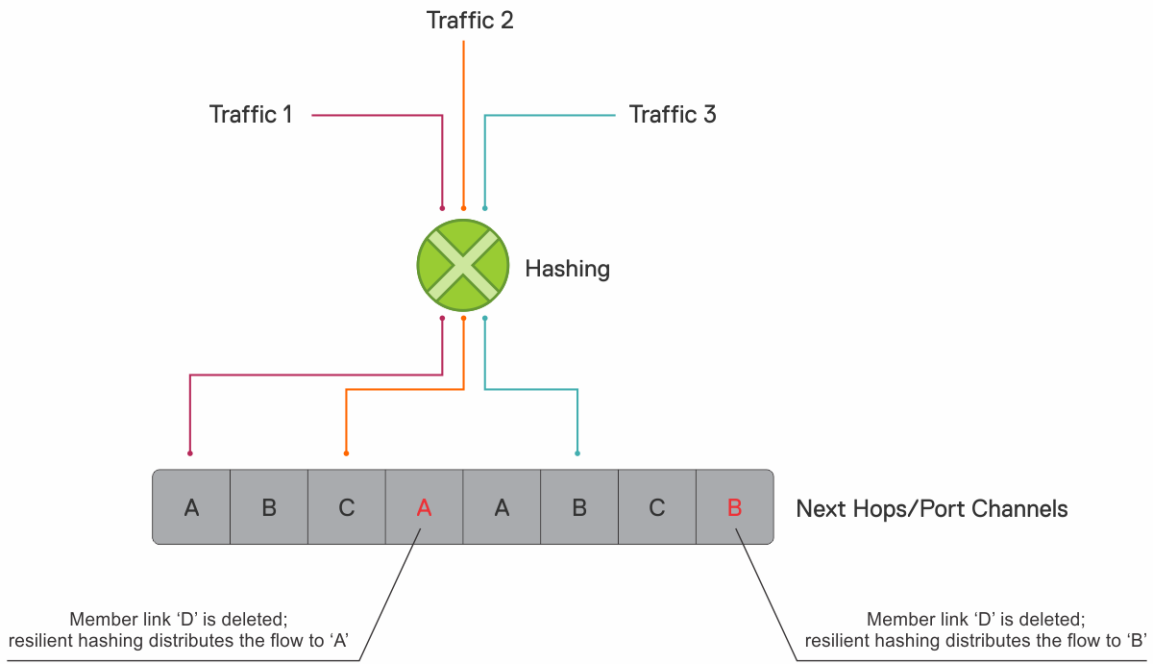 Traffic 2
Traffic 1
Traffic 3
Hashing
A B C A A B C B
Next Hops/Port Channels
Member link ‘D’ is deleted;
resilient hashing distributes the flow to ‘A’
Member link ‘D’ is deleted;
resilient hashing distributes the flow to ‘B’